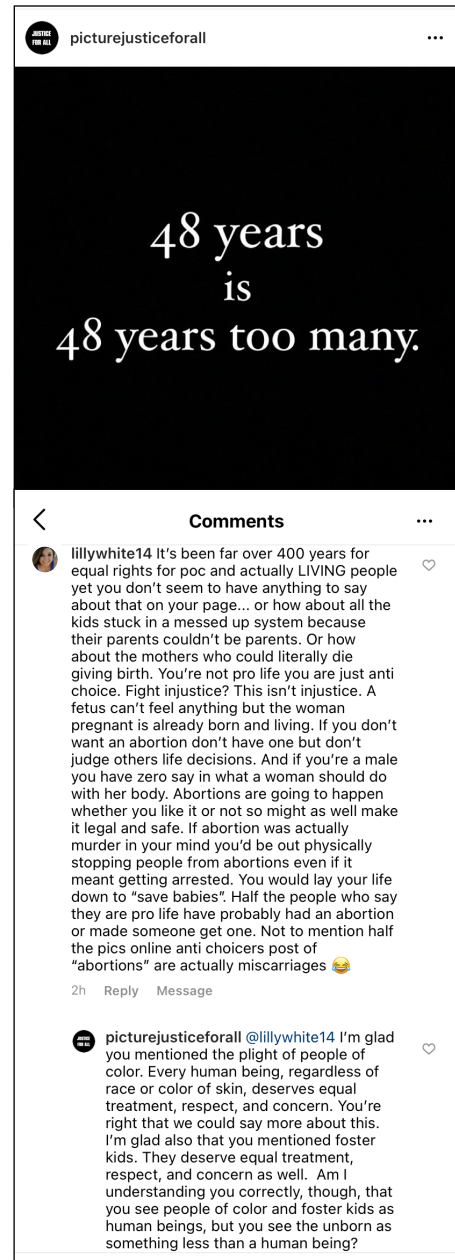 JUSTICE
FOR ALL
picturejusticeforall
48 years
is
48 years too many.
Comments
lillywhite14 It’s been far over 400 years for
equal rights for poc and actually LIVING people
yet you don’t seem to have anything to say
about that on your page... or how about all the
kids stuck in a messed up system because
their parents couldn’t be parents. Or how
about the mothers who could literally die
giving birth. You’re not pro life you are just anti
choice. Fight injustice? This isn’t injustice. A
fetus can’t feel anything but the woman
pregnant is already born and living. If you don’t
want an abortion don’t have one but don’t
judge others life decisions. And if you’re a male
you have zero say in what a woman should do
with her body. Abortions are going to happen
whether you like it or not so might as well make
it legal and safe. If abortion was actually
murder in your mind you’d be out physically
stopping people from abortions even if it
meant getting arrested. You would lay your life
down to “save babies”. Half the people who say
they are pro life have probably had an abortion
or made someone get one. Not to mention half
the pics online anti choicers post of
“abortions” are actually miscarriages 😂
2h Reply Message
JUSTICE
FOR ALL
picturejusticeforall @lillywhite14 I’m glad
you mentioned the plight of people of
color. Every human being, regardless of
race or color of skin, deserves equal
treatment, respect, and concern. You’re
right that we could say more about this.
I’m glad also that you mentioned foster
kids. They deserve equal treatment,
respect, and concern as well.  Am I
understanding you correctly, though, that
you see people of color and foster kids as
human beings, but you see the unborn as
something less than a human being?